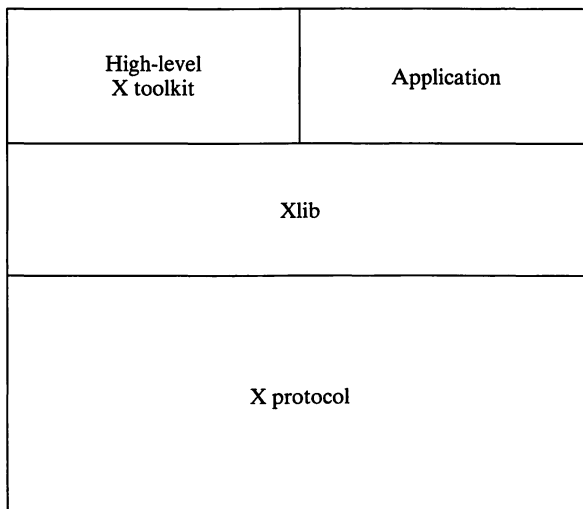 High-level
X toolkit
Application
Xlib
X protocol